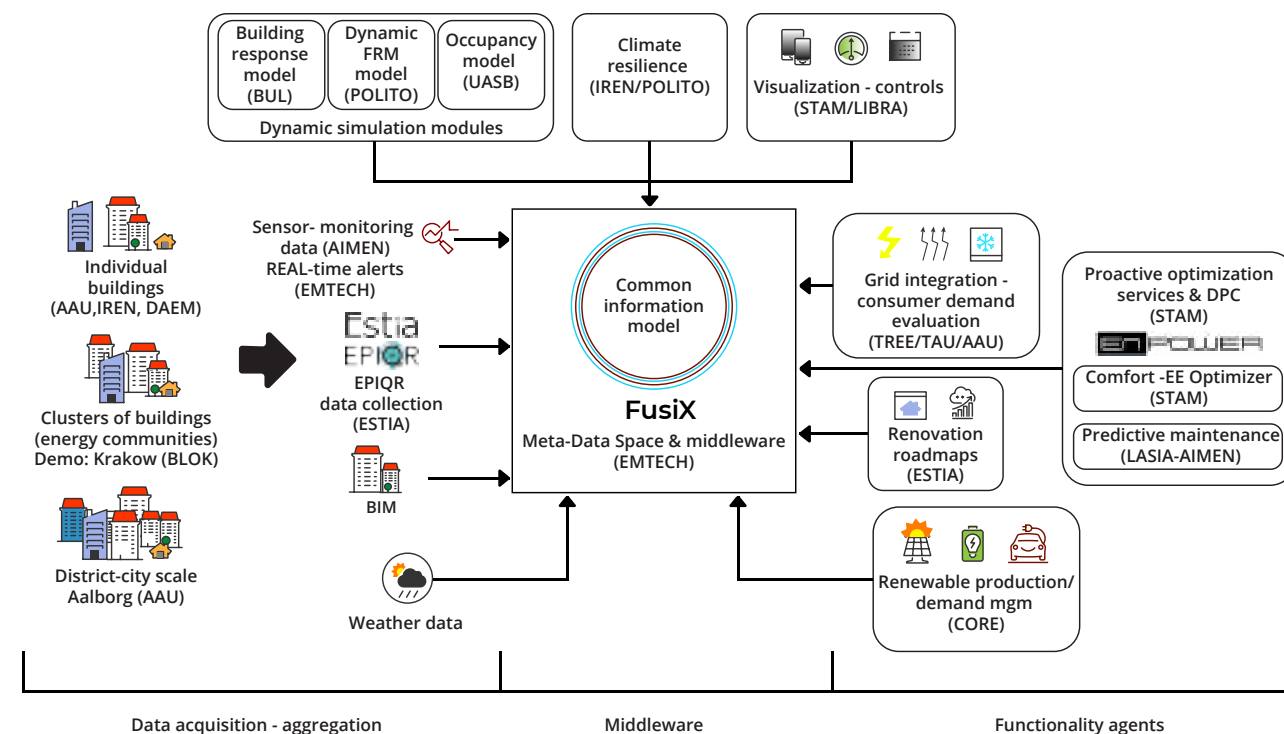 Building
response
model
(BUL)
Dynamic
FRM
model
(POLITO)
Occupancy
model
(UASB)
Dynamic simulation modules
Climate
resilience
(IREN/POLITO)
Visualization - controls
(STAM/LIBRA)
Individual
buildings
(AAU,IREN, DAEM)
Clusters of buildings
(energy communities)
Demo: Krakow (BLOK)
District-city scale
Aalborg (AAU)
Sensor- monitoring
data (AIMEN)
REAL-time alerts
(EMTECH)
Estia
EPIQR
EPIQR
data collection
(ESTIA)
BIM
Weather data
Common
information
model
FusiX
Meta-Data Space & middleware
(EMTECH)
Grid integration -
consumer demand
evaluation
(TREE/TAU/AAU)
Renovation
roadmaps
(ESTIA)
Renewable production/
demand mgm
(CORE)
Proactive optimization
services & DPC
(STAM)
enPOWER
Comfort -EE Optimizer
(STAM)
Predictive maintenance
(LASIA-AIMEN)
Data acquisition - aggregation
Middleware
Functionality agents